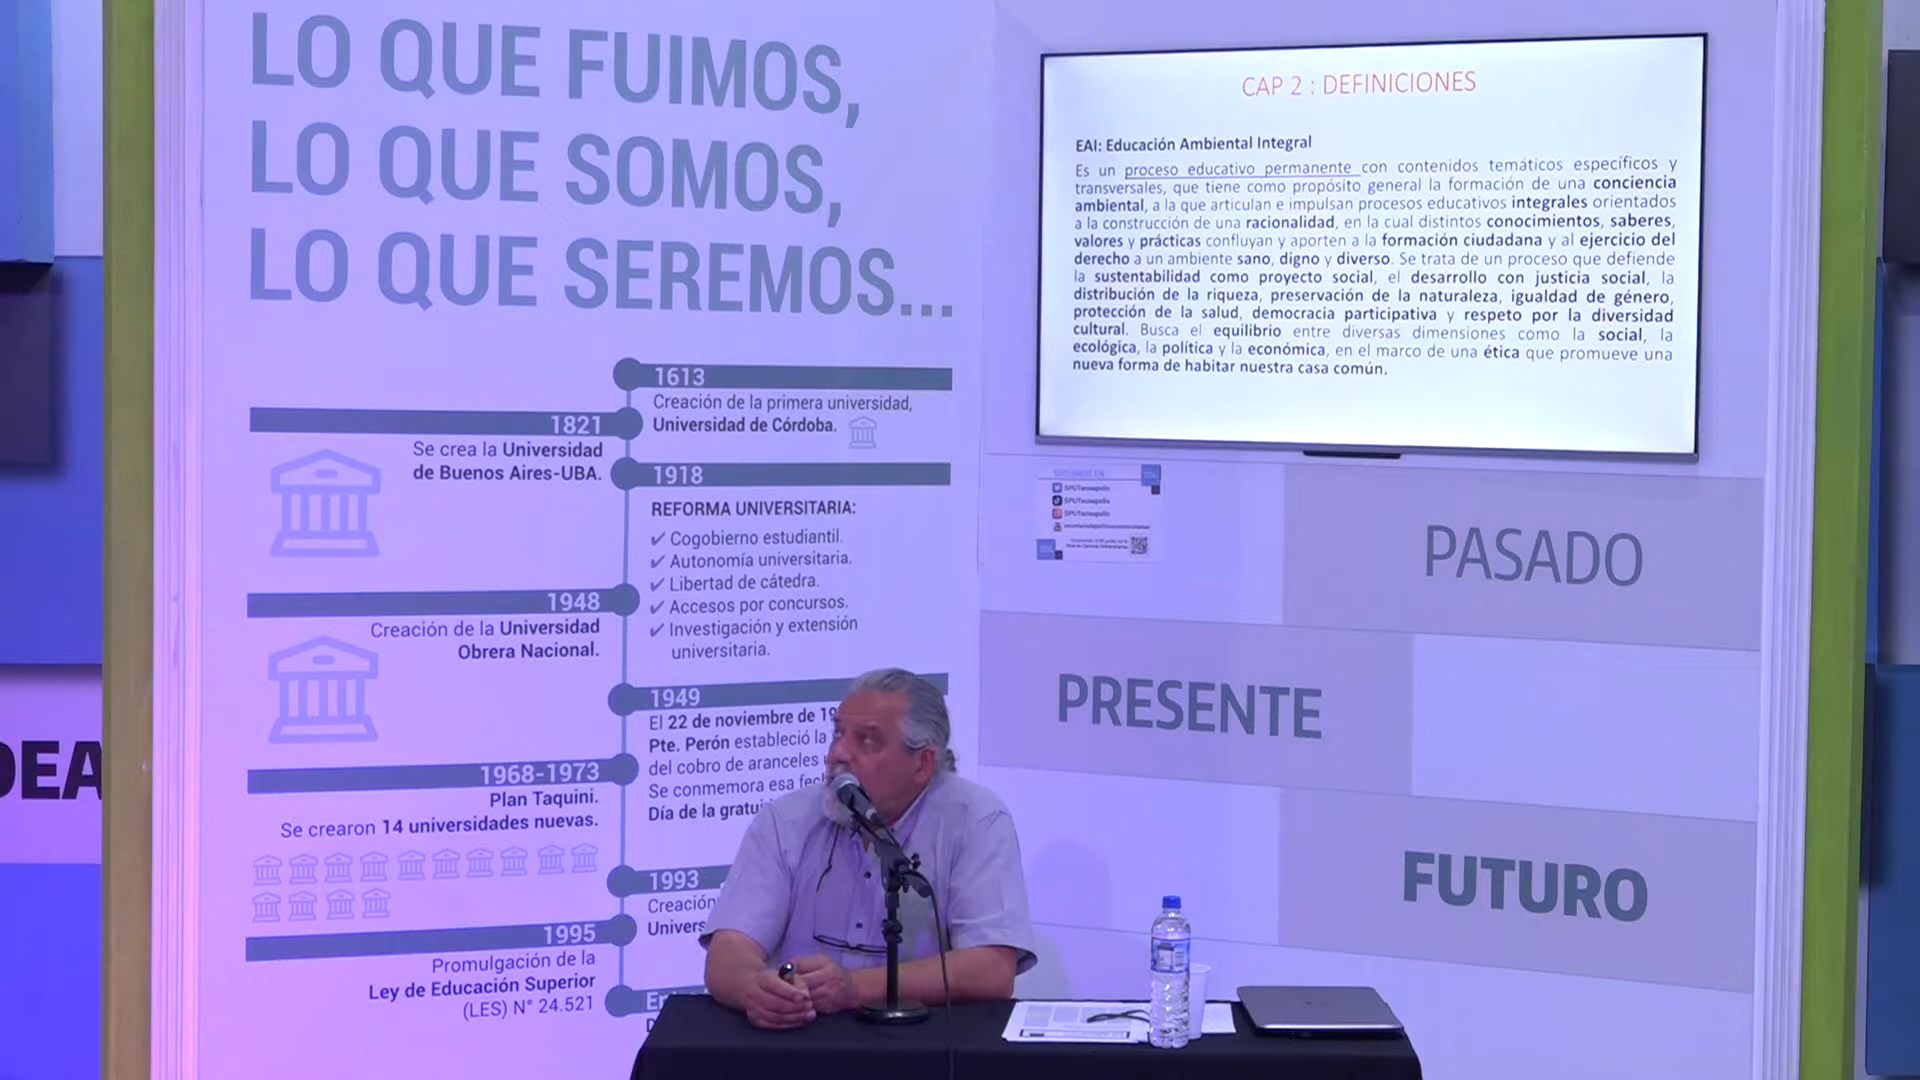 LO QUE FUIMOS,
LO QUE SOMOS,
LO QUE SEREMOS...
1613
Creación de la primera universidad,
Universidad de Córdoba.
1821
Se crea la Universidad
de Buenos Aires-UBA.
1918
REFORMA UNIVERSITARIA:
✓ Cogobierno estudiantil.
✓ Autonomía universitaria.
✓ Libertad de cátedra.
✓ Accesos por concursos.
✓ Investigación y extensión
universitaria.
1948
Creación de la Universidad
Obrera Nacional.
1949
El 22 de noviembre de 19
Pte. Perón estableció la
del cobro de aranceles
Se conmemora esa fec
Día de la gratu
1968-1973
Plan Taquini.
Se crearon 14 universidades nuevas.
1993
Creación
Univers
1995
Promulgación de la
Ley de Educación Superior
(LES) N° 24.521
DEA
CAP 2 : DEFINICIONES
EAI: Educación Ambiental Integral
Es un proceso educativo permanente con contenidos temáticos específicos y
transversales, que tiene como propósito general la formación de una conciencia
ambiental, a la que articulan e impulsan procesos educativos integrales orientados
a la construcción de una racionalidad, en la cual distintos conocimientos, saberes,
valores y prácticas confluyan y aporten a la formación ciudadana y al ejercicio del
derecho a un ambiente sano, digno y diverso. Se trata de un proceso que defiende
la sustentabilidad como proyecto social, el desarrollo con justicia social, la
distribución de la riqueza, preservación de la naturaleza, igualdad de género,
protección de la salud, democracia participativa y respeto por la diversidad
cultural. Busca el equilibrio entre diversas dimensiones como la social, la
ecológica, la política y la económica, en el marco de una ética que promueve una
nueva forma de habitar nuestra casa común.
SEGUINOS EN:
SPUTecnopolis
SPUTecnopolis
SPUTecnopolis
PASADO
PRESENTE
FUTURO